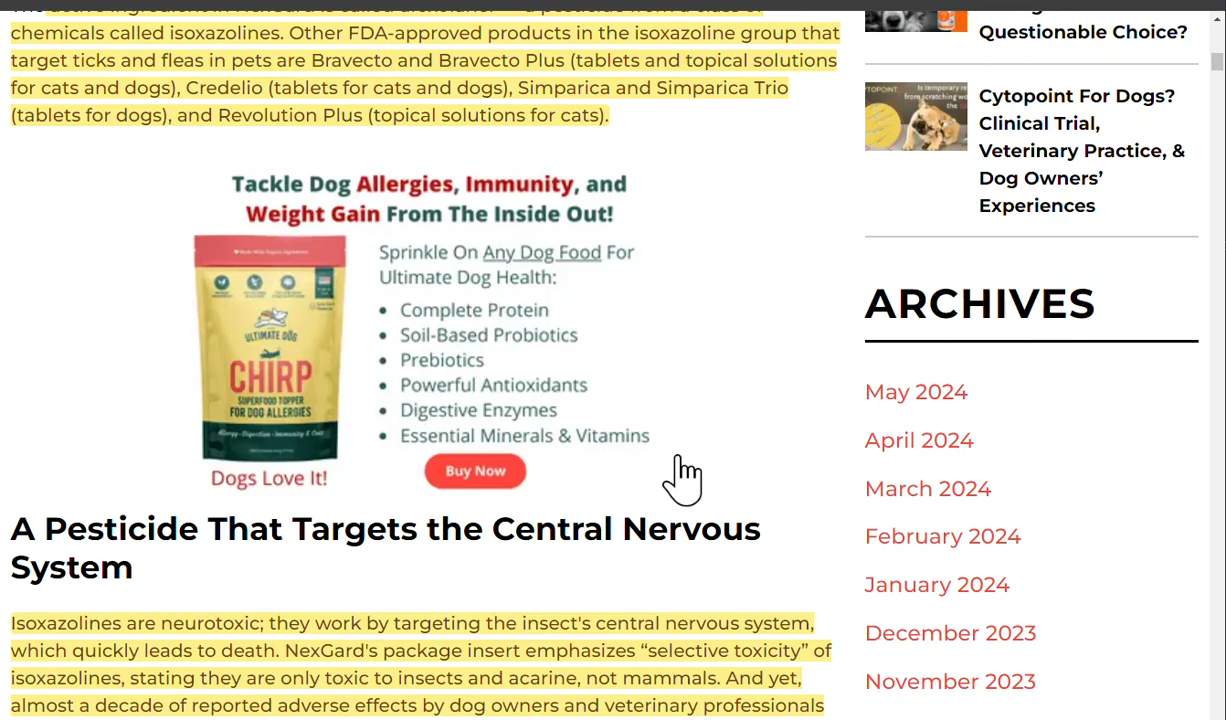 chemicals called isoxazolines. Other FDA-approved products in the isoxazoline group that
target ticks and fleas in pets are Bravecto and Bravecto Plus (tablets and topical solutions
for cats and dogs), Credelio (tablets for cats and dogs), Simparica and Simparica Trio
(tablets for dogs), and Revolution Plus (topical solutions for cats).
Tackle Dog Allergies, Immunity, and
Weight Gain From The Inside Out!
Sprinkle On Any Dog Food For
Ultimate Dog Health:
• Complete Protein
• Soil-Based Probiotics
• Prebiotics
• Powerful Antioxidants
• Digestive Enzymes
• Essential Minerals & Vitamins
Buy Now
ULTIMATE DOG
CHIRP
SUPERFOOD TOPPER
FOR DOG ALLERGIES
Allergy - Digestion - Immunity & Coat
Dogs Love It!
A Pesticide That Targets the Central Nervous
System
Isoxazolines are neurotoxic; they work by targeting the insect's central nervous system,
which quickly leads to death. NexGard's package insert emphasizes “selective toxicity” of
isoxazolines, stating they are only toxic to insects and acarine, not mammals. And yet,
almost a decade of reported adverse effects by dog owners and veterinary professionals
Questionable Choice?
Cytopoint For Dogs?
Clinical Trial,
Veterinary Practice, &
Dog Owners’
Experiences
ARCHIVES
May 2024
April 2024
March 2024
February 2024
January 2024
December 2023
November 2023